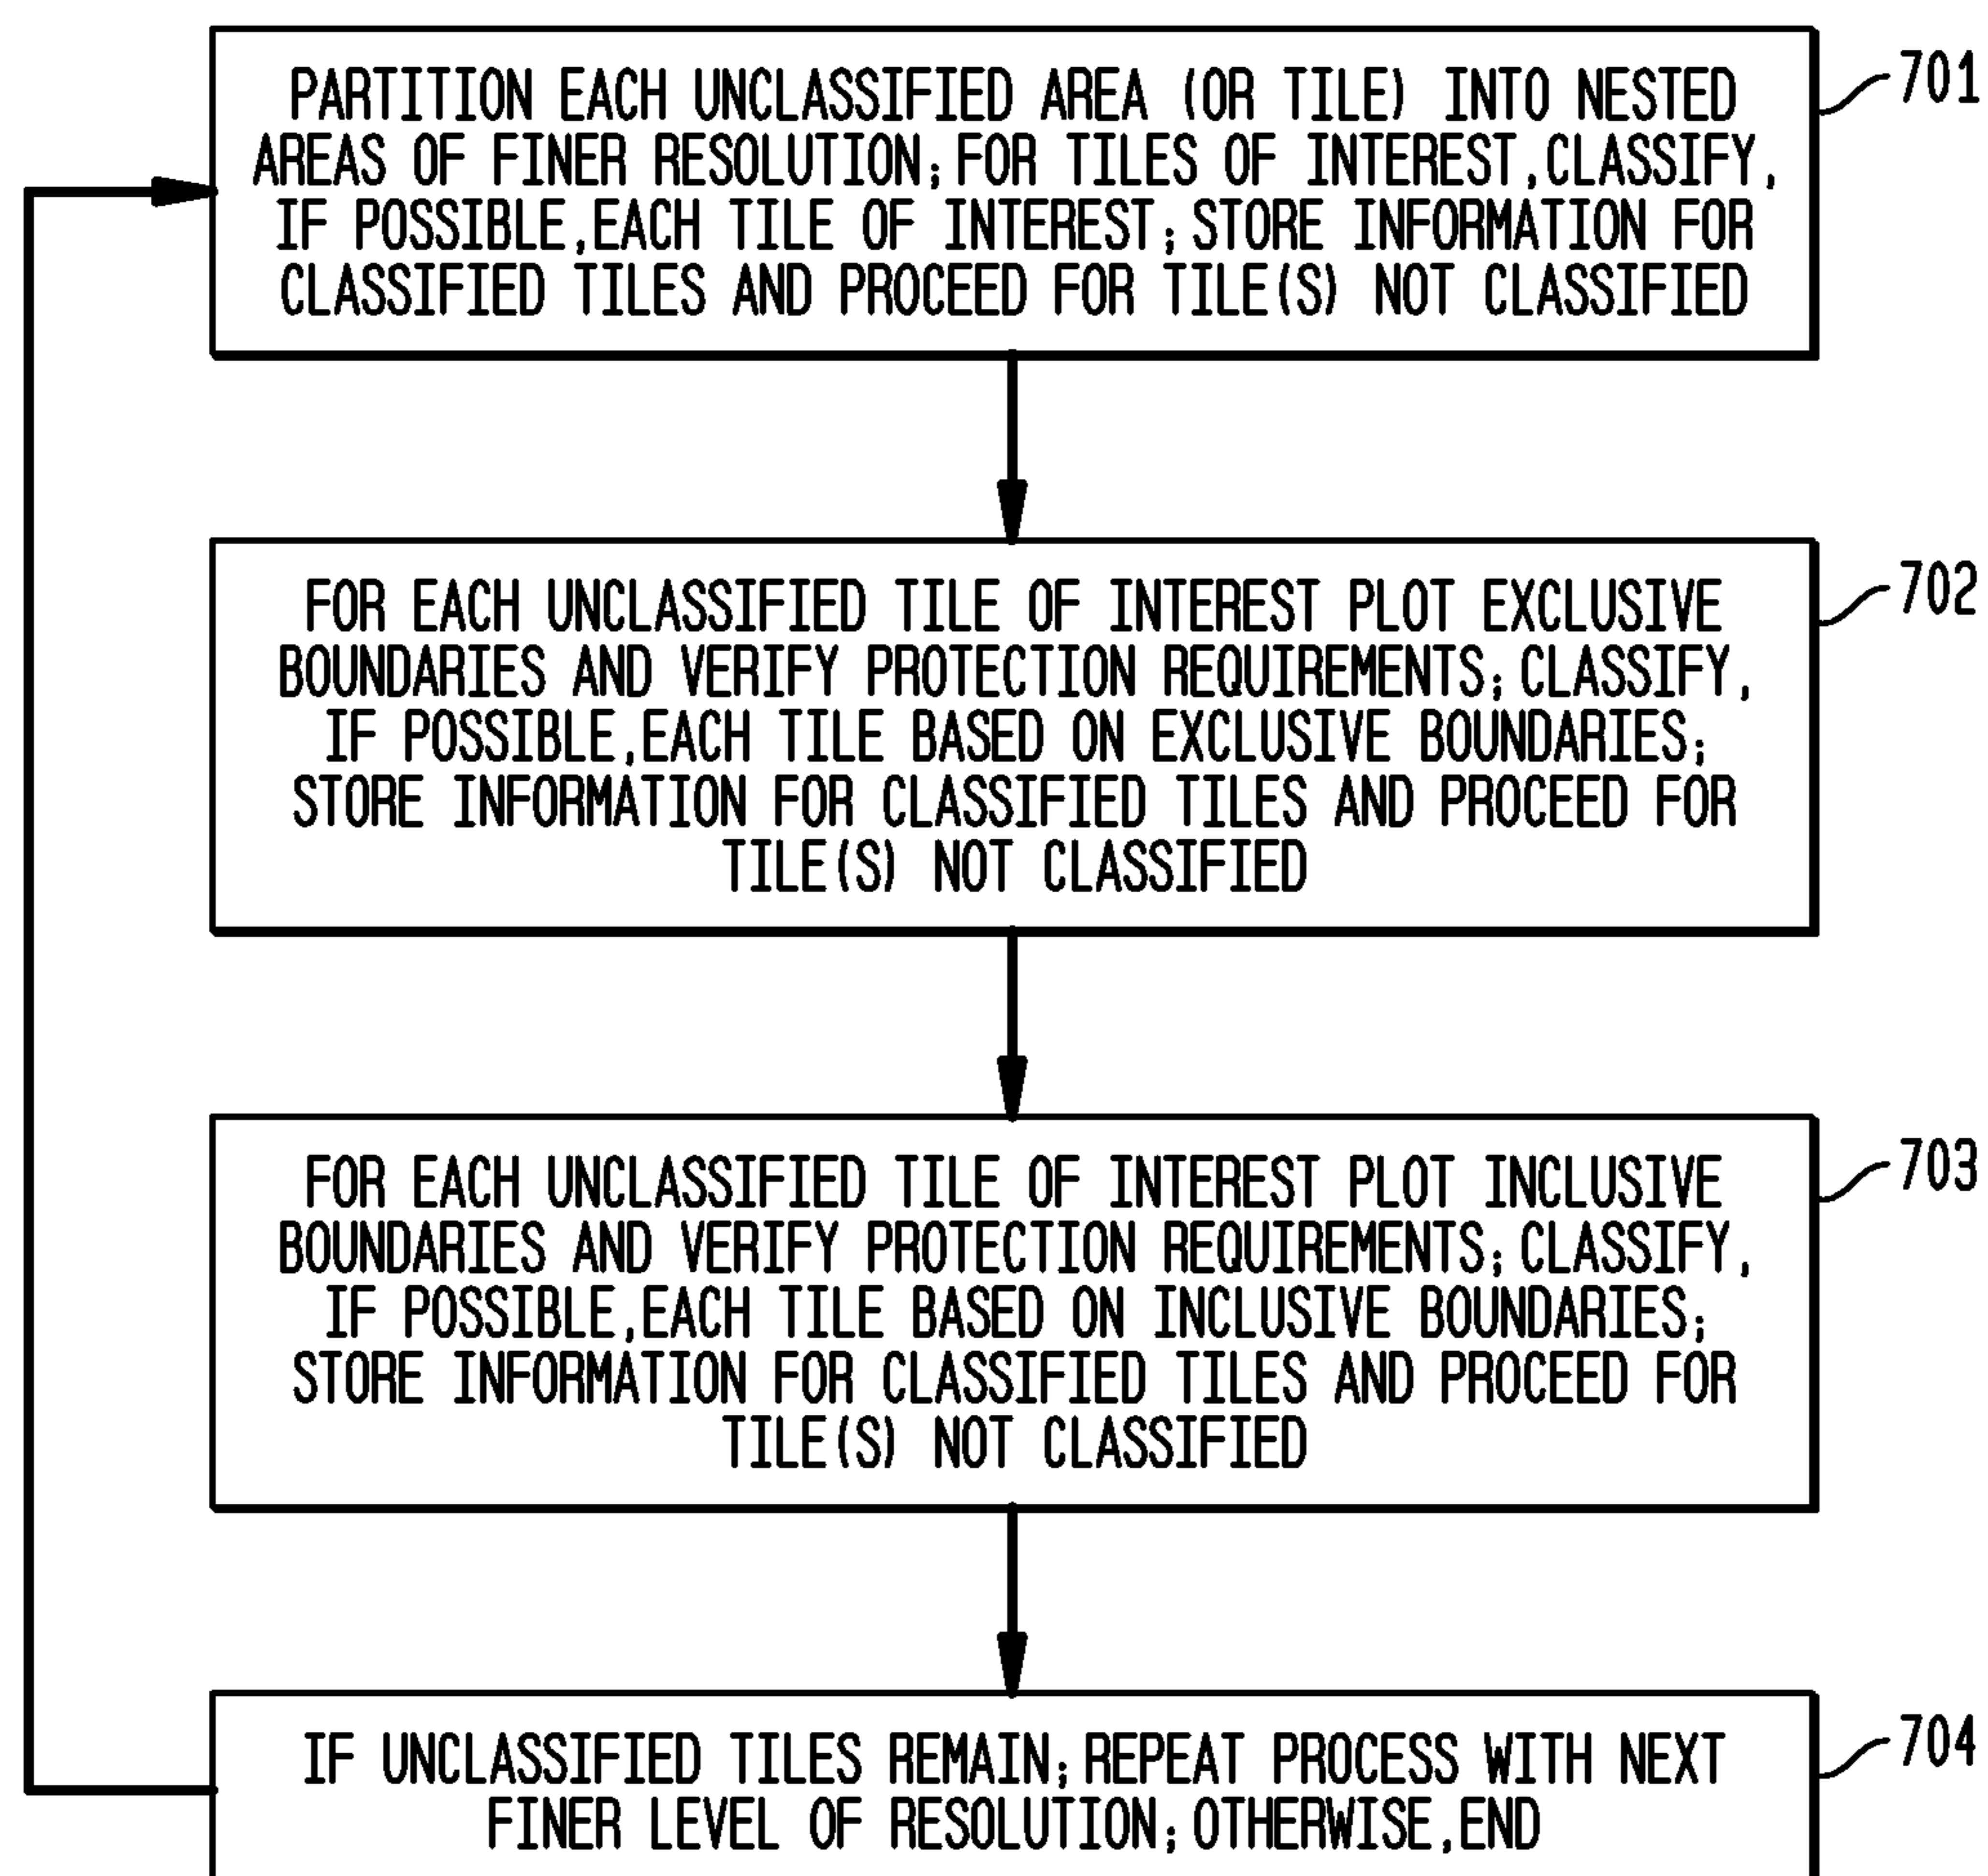 PARTITION EACH UNCLASSIFIED AREA (OR TILE) INTO NESTED
AREAS OF FINER RESOLUTION; FOR TILES OF INTEREST, CLASSIFY,
IF POSSIBLE, EACH TILE OF INTEREST; STORE INFORMATION FOR
CLASSIFIED TILES AND PROCEED FOR TILE(S) NOT CLASSIFIED
701
FOR EACH UNCLASSIFIED TILE OF INTEREST PLOT EXCLUSIVE
BOUNDARIES AND VERIFY PROTECTION REQUIREMENTS; CLASSIFY,
IF POSSIBLE, EACH TILE BASED ON EXCLUSIVE BOUNDARIES;
STORE INFORMATION FOR CLASSIFIED TILES AND PROCEED FOR
TILE(S) NOT CLASSIFIED
702
FOR EACH UNCLASSIFIED TILE OF INTEREST PLOT INCLUSIVE
BOUNDARIES AND VERIFY PROTECTION REQUIREMENTS; CLASSIFY,
IF POSSIBLE, EACH TILE BASED ON INCLUSIVE BOUNDARIES;
STORE INFORMATION FOR CLASSIFIED TILES AND PROCEED FOR
TILE(S) NOT CLASSIFIED
703
IF UNCLASSIFIED TILES REMAIN; REPEAT PROCESS WITH NEXT
FINER LEVEL OF RESOLUTION; OTHERWISE, END
704